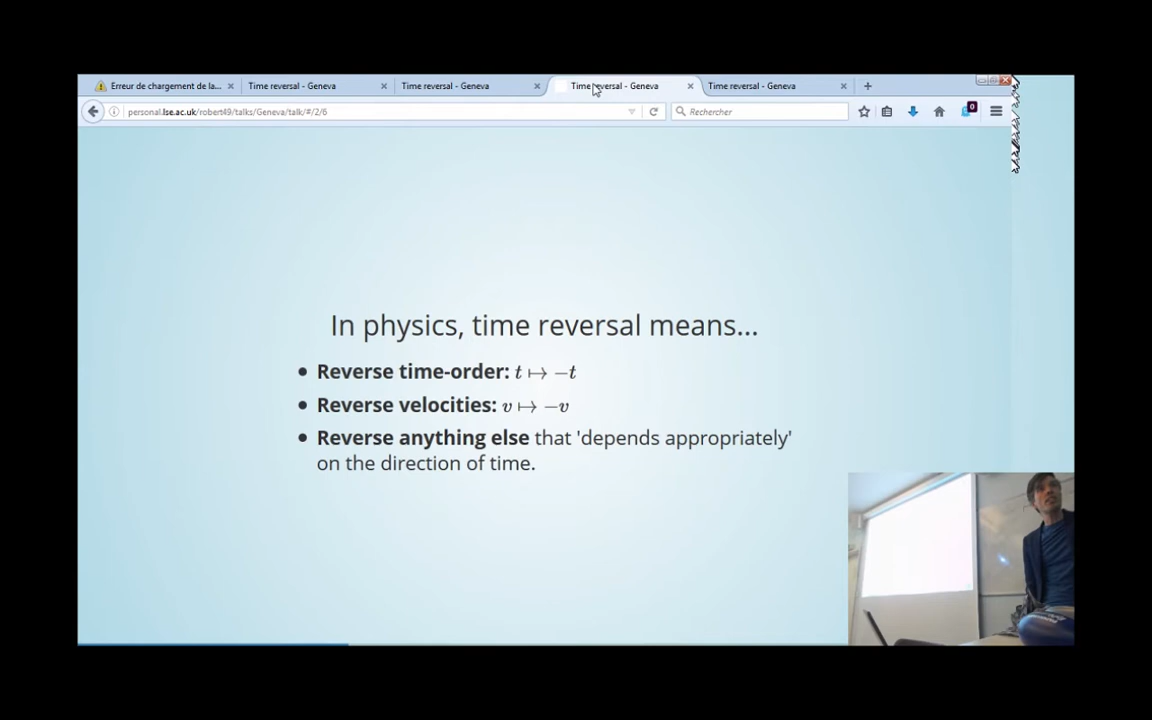 Erreur de chargement de la...
Time reversal - Geneva
Time reversal - Geneva
Time reversal - Geneva
Time reversal - Geneva
personal.lse.ac.uk/robert49/talks/Geneva/talk/#/2/6
Rechercher
0
In physics, time reversal means...
• Reverse time-order: t ↦ −t
• Reverse velocities: v ↦ −v
• Reverse anything else that 'depends appropriately'
on the direction of time.